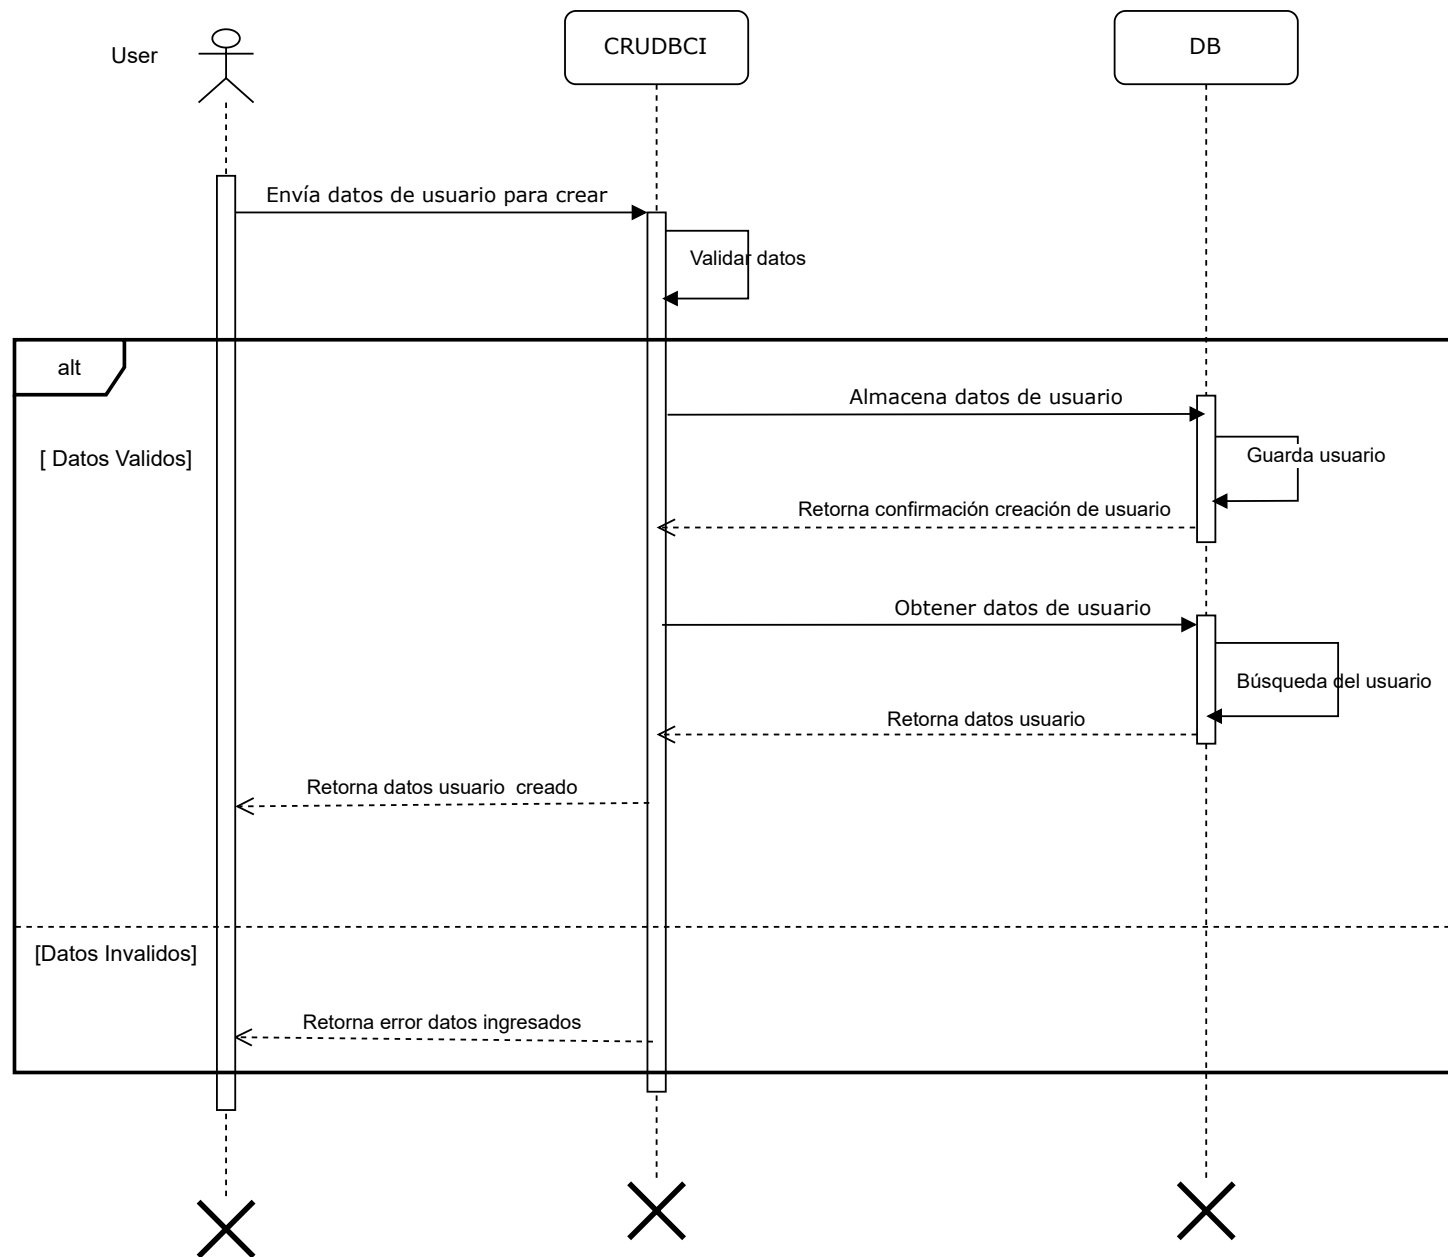 User
CRUDBCI
DB
Envía datos de usuario para crear
Validar datos
alt
Almacena datos de usuario
[ Datos Validos]
Guarda usuario
Retorna confirmación creación de usuario
Obtener datos de usuario
Búsqueda del usuario
Retorna datos usuario
Retorna datos usuario  creado
[Datos Invalidos]
Retorna error datos ingresados